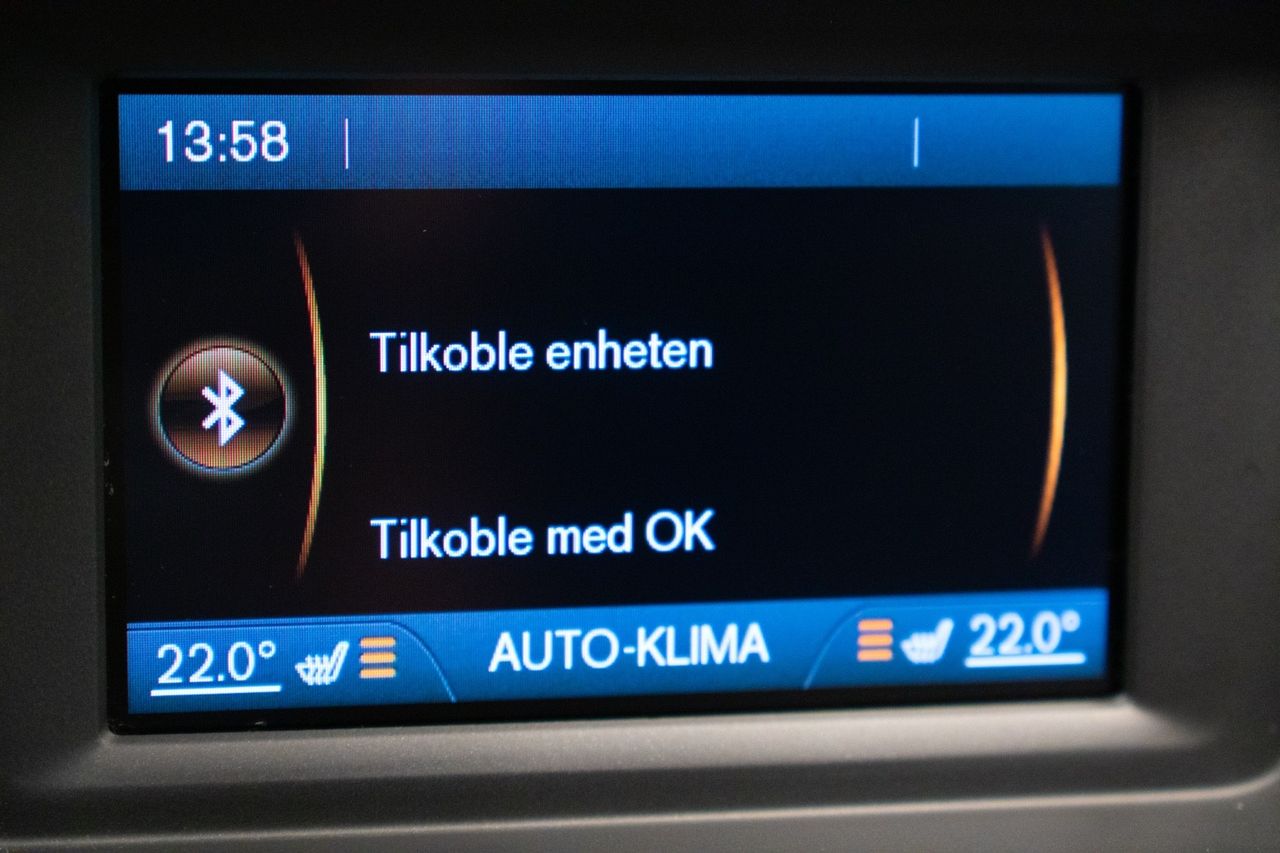 13:58
Tilkoble enheten
Tilkoble med OK
22.0° AUTO-KLIMA 22.0°